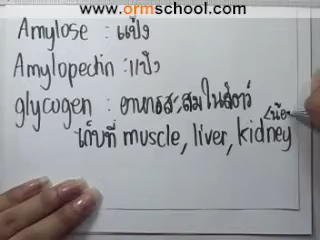 www.ormschool.com
Amylose : แป้ง
Amylopectin : แป้ง
glycogen : อาหารสะสมในสัตว์
เก็บที่ muscle, liver, kidney